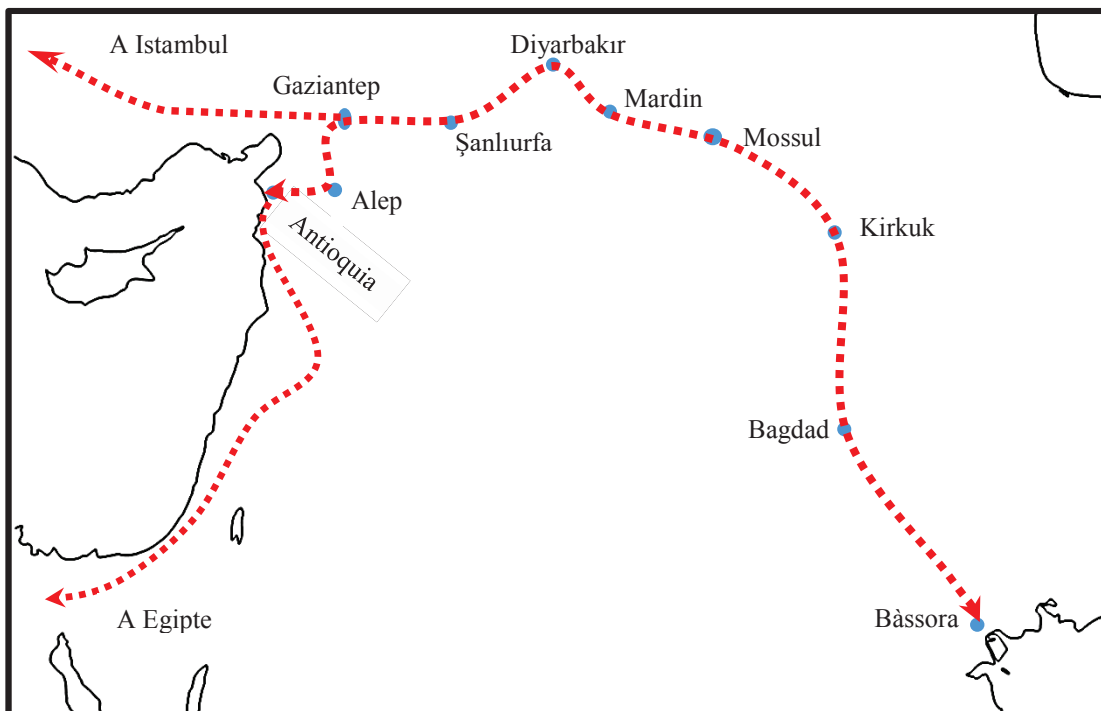 A Istambul
Diyarbakır
Gaziantep
Mardin
Şanlıurfa
Mossul
Alep
Antioquia
Kirkuk
Bagdad
A Egipte
Bàssora